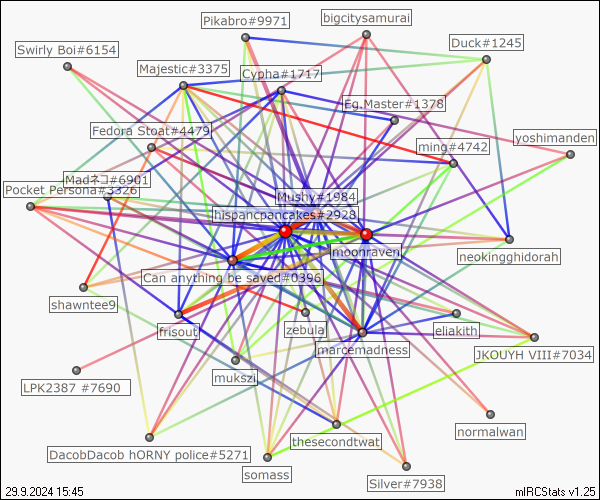 Pikabro#9971
bigcitysamurai
Swirly Boi#6154
Duck#1245
Majestic#3375
Cypha#1717
Eg.Master#1378
Fedora Stoat#4479
ming#4742
yoshimanden
Madネコ#6901
Pocket Persona#3326
Mushy#1984
hispancpancakes#2928
moonraven
neokingghidorah
Can anything be saved#0396
shawntee9
frisout
zebula
eliakith
marcemadness
JKOUYH VIII#7034
mukszi
LPK2387 #7690
normalwan
thesecondtwat
DacobDacob hORNY police#5271
somass
Silver#7938
29.9.2024 15:45
mIRCStats v1.25